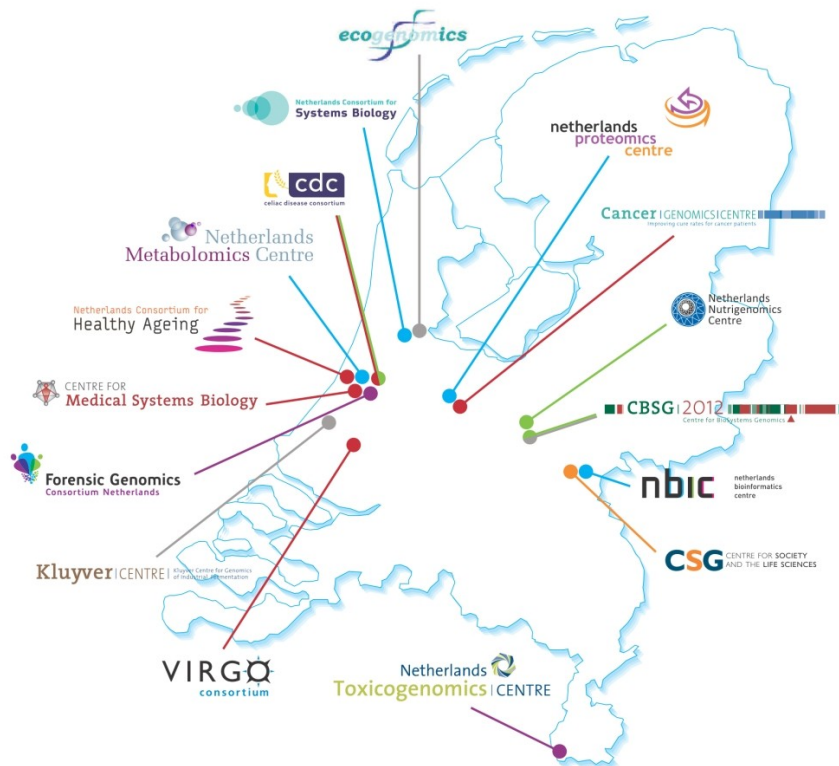 ecogenomics
Netherlands Consortium for
Systems Biology
netherlands
proteomics
centre
cdc
celiac disease consortium
Cancer|GENOMICS|CENTRE
Improving cure rates for cancer patients
Netherlands
Metabolomics Centre
Netherlands
Nutrigenomics
Centre
Netherlands Consortium for
Healthy Ageing
CENTRE FOR
Medical Systems Biology
CBSG|2012
Centre for BioSystems Genomics
Forensic Genomics
Consortium Netherlands
nbic
netherlands
bioinformatics
centre
CSG
CENTRE FOR SOCIETY
AND THE LIFE SCIENCES
Kluyver|CENTRE|
Kluyver Centre for Genomics
of Industrial Fermentation
VIRGO
consortium
Netherlands
Toxicogenomics|CENTRE